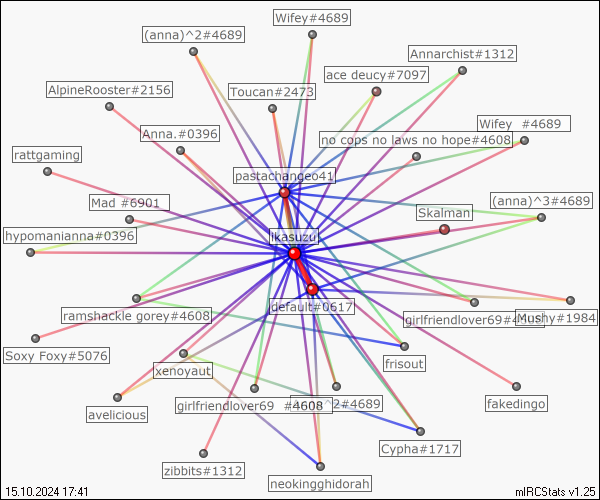 Wifey#4689
(anna)^2#4689
Annarchist#1312
ace deucy#7097
AlpineRooster#2156
Toucan#2473
Wifey #4689
Anna.#0396
no cops no laws no hope#4608
rattgaming
pastachangeo41
Mad #6901
(anna)^3#4689
Skalman
hypomanianna#0396
ikasuzu
default#0617
ramshackle gorey#4608
girlfriendlover69#4
Mushy#1984
Soxy Foxy#5076
frisout
xenoyaut
avelicious
girlfriendlover69 #4608
^2#4689
fakedingo
Cypha#1717
zibbits#1312
neokingghidorah
15.10.2024 17:41
mIRCStats v1.25